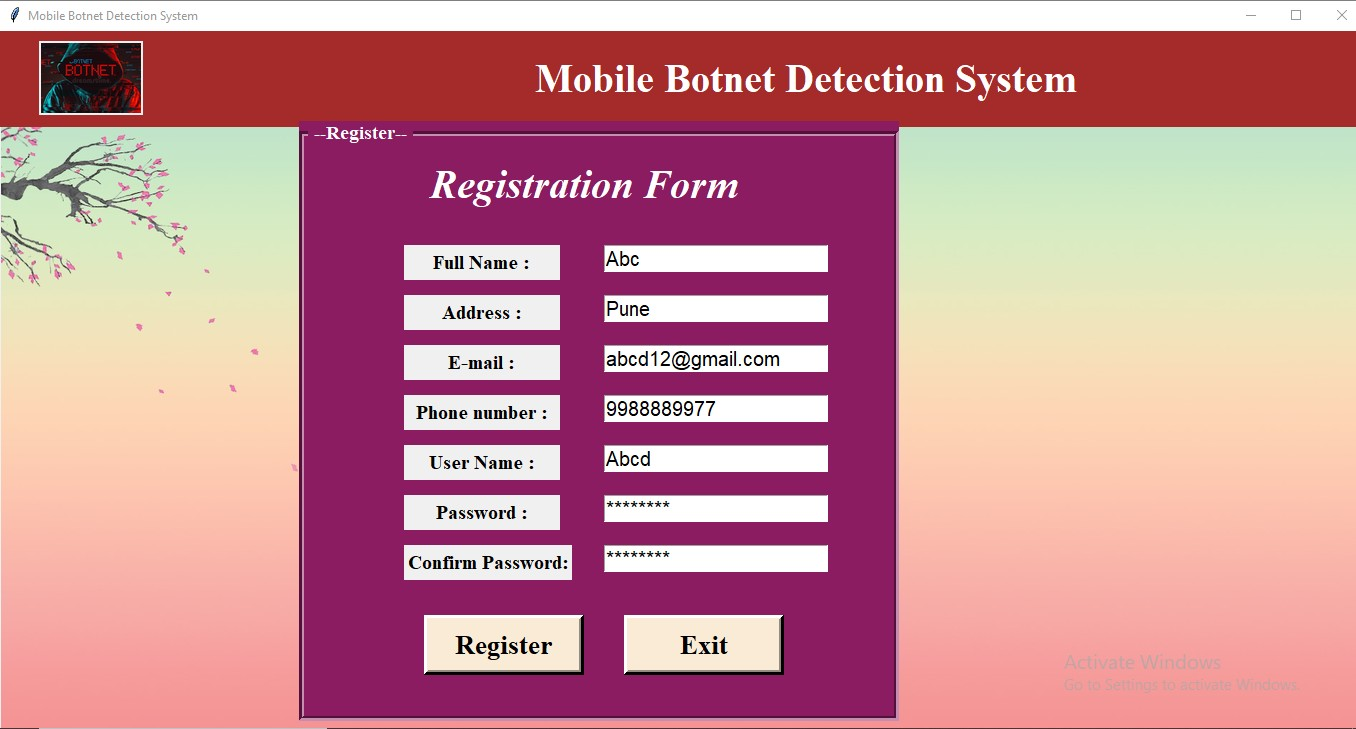 Mobile Botnet Detection System
BOTNET
BOTNET
Mobile Botnet Detection System
--Register--
Registration Form
Full Name : Abc
Address : Pune
E-mail : abcd12@gmail.com
Phone number : 9988889977
User Name : Abcd
Password : ********
Confirm Password: ********
Register Exit
Activate Windows
Go to Settings to activate Windows.